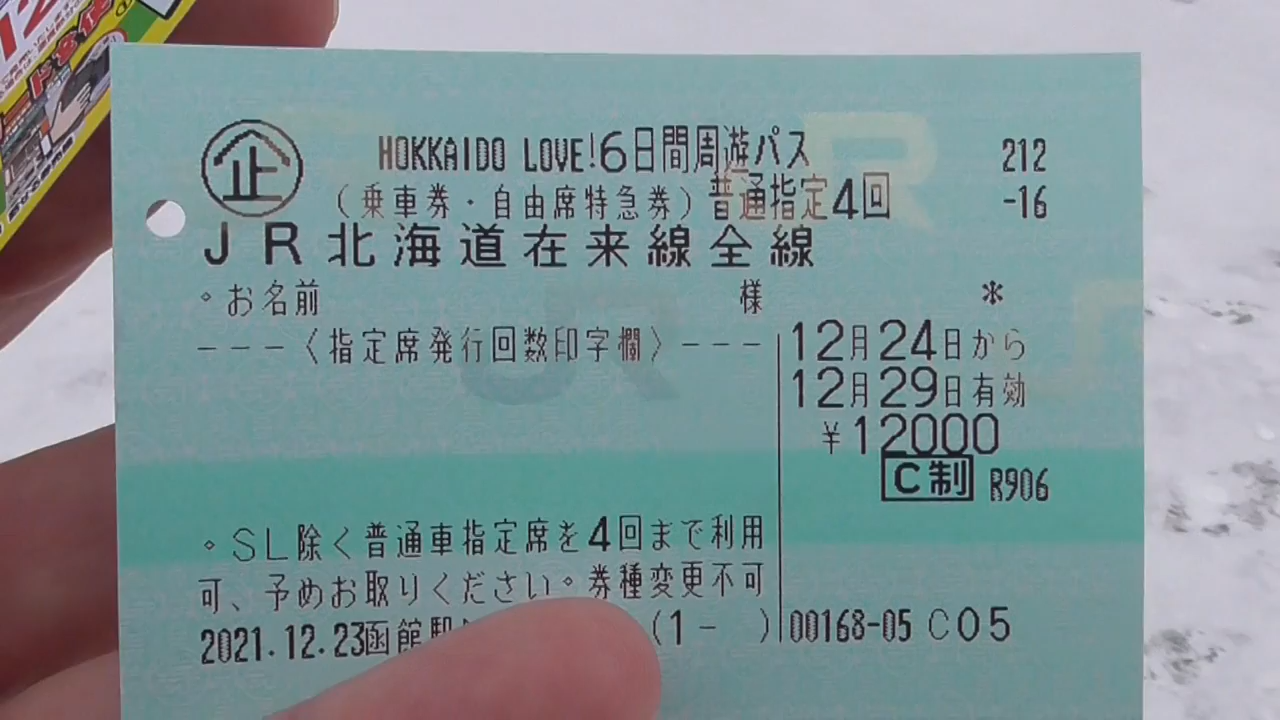 企 HOKKAIDO LOVE!6日間周遊パス 212
(乗車券・自由席特急券)普通指定4回 -16
JR北海道在来線全線
。お名前 様 *
---〈指定席発行回数印字欄〉---
12月24日から
12月29日有効
¥12000
C制 R906
。SL除く普通車指定席を4回まで利用
可、予めお取りください。券種変更不可
2021.12.23函館駅 (1- ) 00168-05 C05